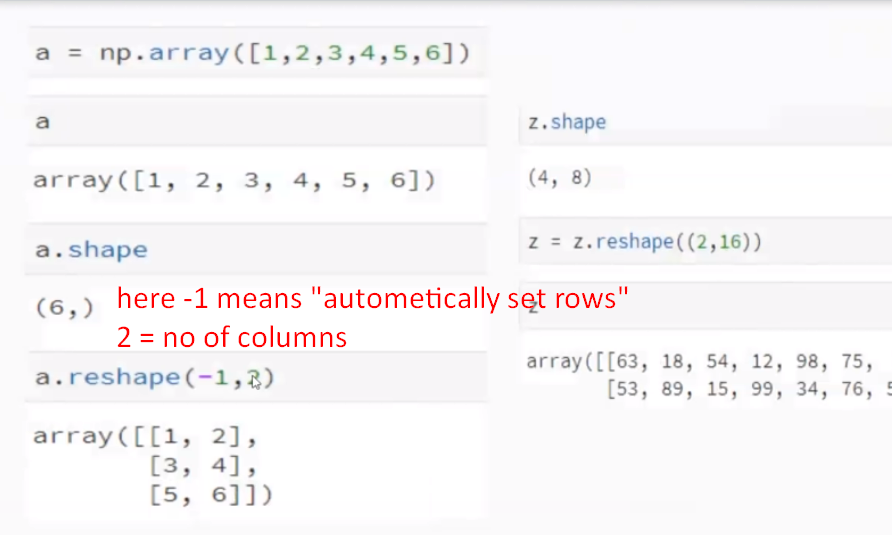 a = np.array([1,2,3,4,5,6])
a
array([1, 2, 3, 4, 5, 6])
a.shape
(6,)
here -1 means "autometically set rows"
2 = no of columns
a.reshape(-1,2)
array([[1, 2],
[3, 4],
[5, 6]])
z.shape
(4, 8)
z = z.reshape((2,16))
z
array([[63, 18, 54, 12, 98, 75,
[53, 89, 15, 99, 34, 76,